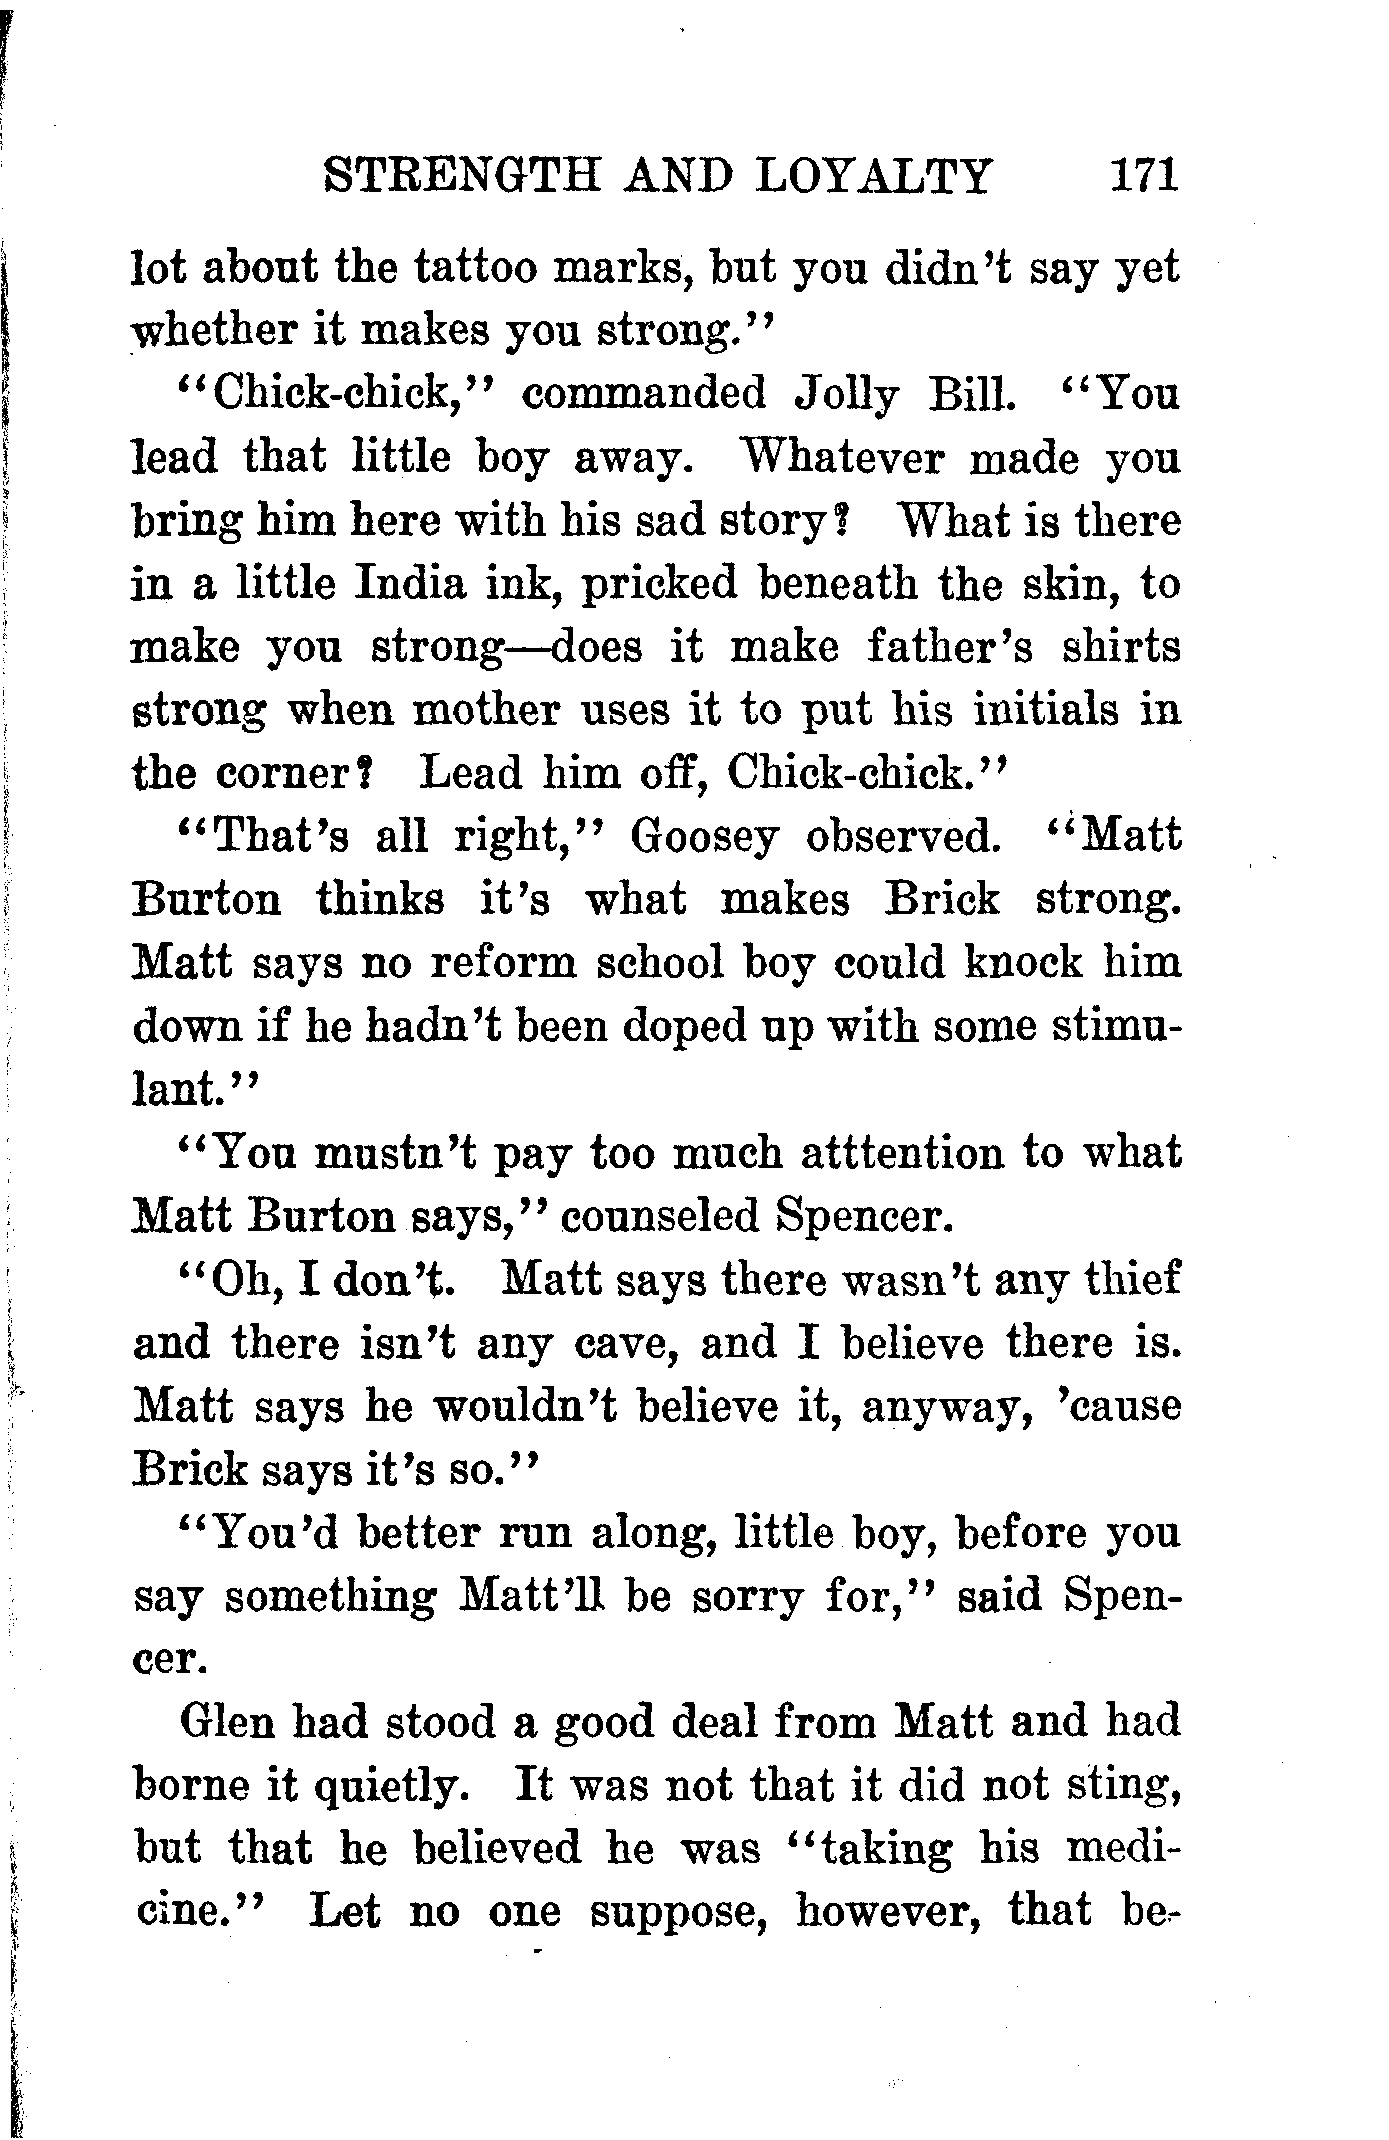 STRENGTH AND LOYALTY 171
lot about the tattoo marks, but you didn't say yet
whether it makes you strong."
"Chick-chick," commanded Jolly Bill. "You
lead that little boy away. Whatever made you
bring him here with his sad story? What is there
in a little India ink, pricked beneath the skin, to
make you strong—does it make father's shirts
strong when mother uses it to put his initials in
the corner? Lead him off, Chick-chick."
"That's all right," Goosey observed. "Matt
Burton thinks it's what makes Brick strong.
Matt says no reform school boy could knock him
down if he hadn't been doped up with some stimu-
lant."
"You mustn't pay too much atttention to what
Matt Burton says," counseled Spencer.
"Oh, I don't. Matt says there wasn't any thief
and there isn't any cave, and I believe there is.
Matt says he wouldn't believe it, anyway, 'cause
Brick says it's so."
"You'd better run along, little boy, before you
say something Matt'll be sorry for," said Spen-
cer.
Glen had stood a good deal from Matt and had
borne it quietly. It was not that it did not sting,
but that he believed he was "taking his medi-
cine." Let no one suppose, however, that be-